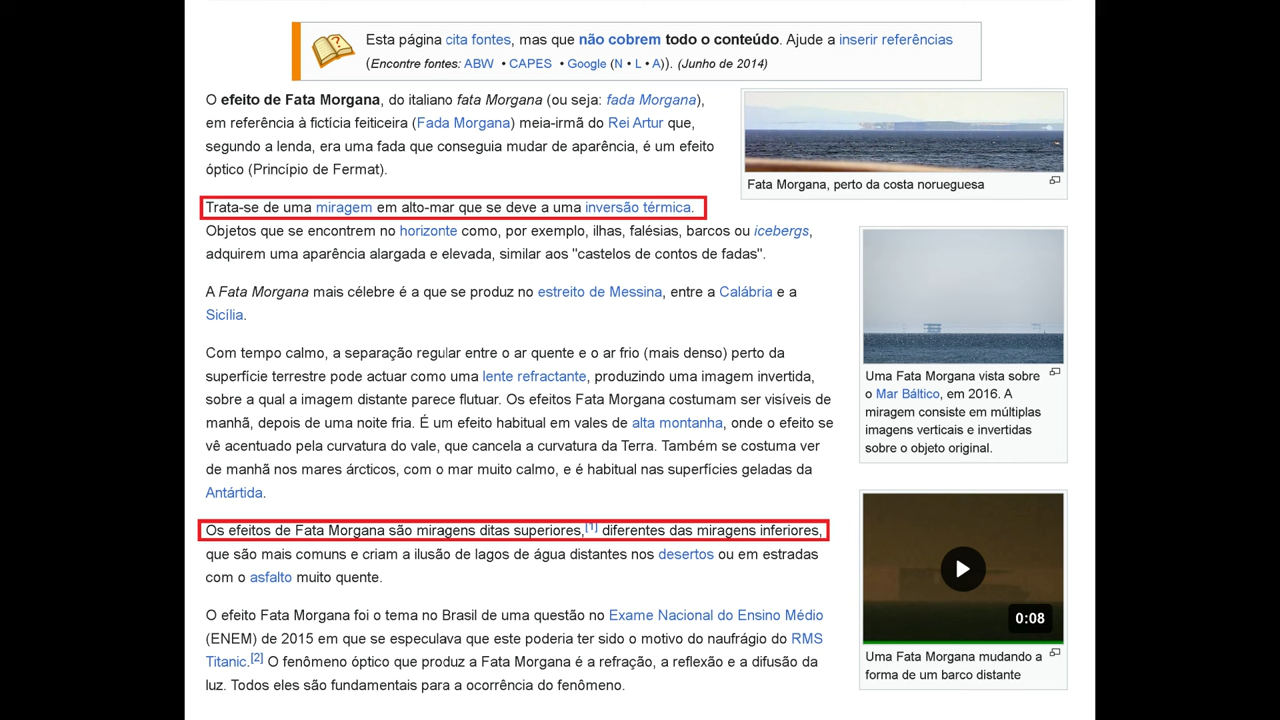 Esta página cita fontes, mas que não cobrem todo o conteúdo. Ajude a inserir referências
(Encontre fontes: ABW • CAPES • Google (N • L • A)). (Junho de 2014)
O efeito de Fata Morgana, do italiano fata Morgana (ou seja: fada Morgana),
em referência à fictícia feiticeira (Fada Morgana) meia-irmã do Rei Artur que,
segundo a lenda, era uma fada que conseguia mudar de aparência, é um efeito
óptico (Princípio de Fermat).
Trata-se de uma miragem em alto-mar que se deve a uma inversão térmica.
Objetos que se encontrem no horizonte como, por exemplo, ilhas, falésias, barcos ou icebergs,
adquirem uma aparência alargada e elevada, similar aos "castelos de contos de fadas".
A Fata Morgana mais célebre é a que se produz no estreito de Messina, entre a Calábria e a
Sicília.
Com tempo calmo, a separação regular entre o ar quente e o ar frio (mais denso) perto da
superfície terrestre pode actuar como uma lente refractante, produzindo uma imagem invertida,
sobre a qual a imagem distante parece flutuar. Os efeitos Fata Morgana costumam ser visíveis de
manhã, depois de uma noite fria. É um efeito habitual em vales de alta montanha, onde o efeito se
vê acentuado pela curvatura do vale, que cancela a curvatura da Terra. Também se costuma ver
de manhã nos mares árcticos, com o mar muito calmo, e é habitual nas superfícies geladas da
Antártida.
Os efeitos de Fata Morgana são miragens ditas superiores,[1] diferentes das miragens inferiores,
que são mais comuns e criam a ilusão de lagos de água distantes nos desertos ou em estradas
com o asfalto muito quente.
O efeito Fata Morgana foi o tema no Brasil de uma questão no Exame Nacional do Ensino Médio
(ENEM) de 2015 em que se especulava que este poderia ter sido o motivo do naufrágio do RMS
Titanic.[2] O fenômeno óptico que produz a Fata Morgana é a refração, a reflexão e a difusão da
luz. Todos eles são fundamentais para a ocorrência do fenômeno.
Fata Morgana, perto da costa norueguesa
Uma Fata Morgana vista sobre
o Mar Báltico, em 2016. A
miragem consiste em múltiplas
imagens verticais e invertidas
sobre o objeto original.
0:08
Uma Fata Morgana mudando a
forma de um barco distante